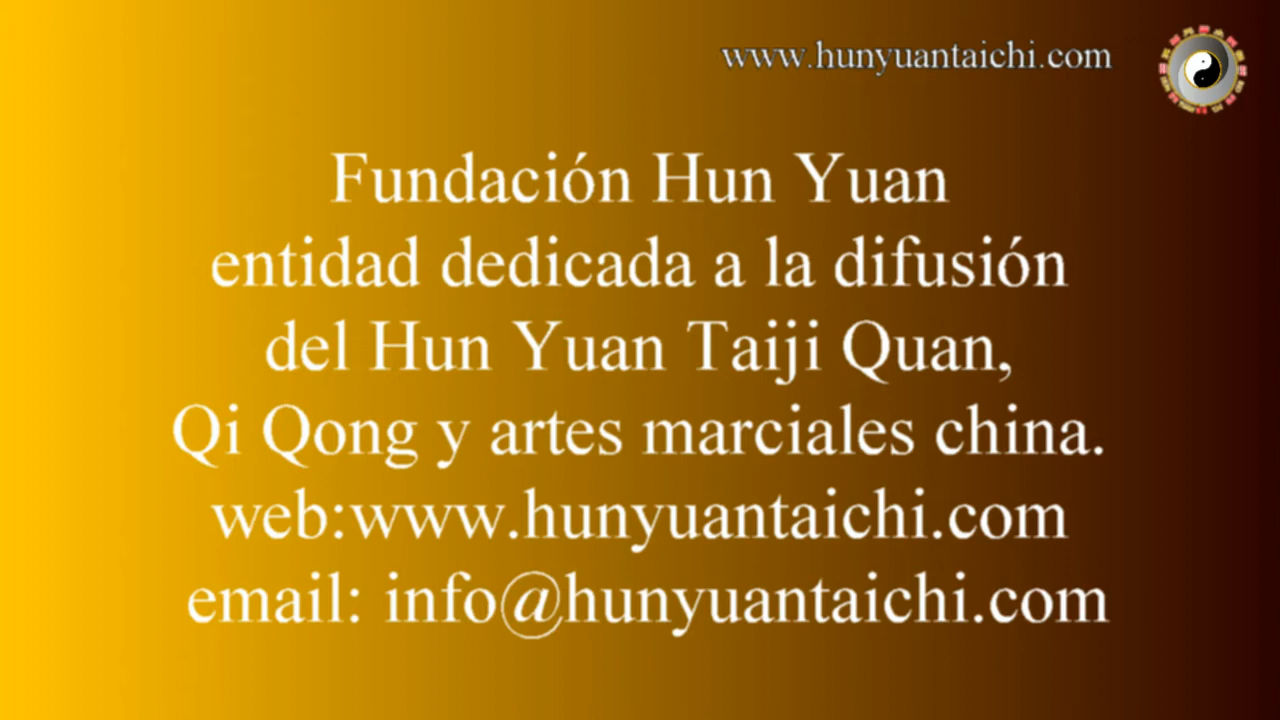 www.hunyuantaichi.com
Fundación Hun Yuan
entidad dedicada a la difusión
del Hun Yuan Taiji Quan,
Qi Qong y artes marciales china.
web:www.hunyuantaichi.com
email: info@hunyuantaichi.com